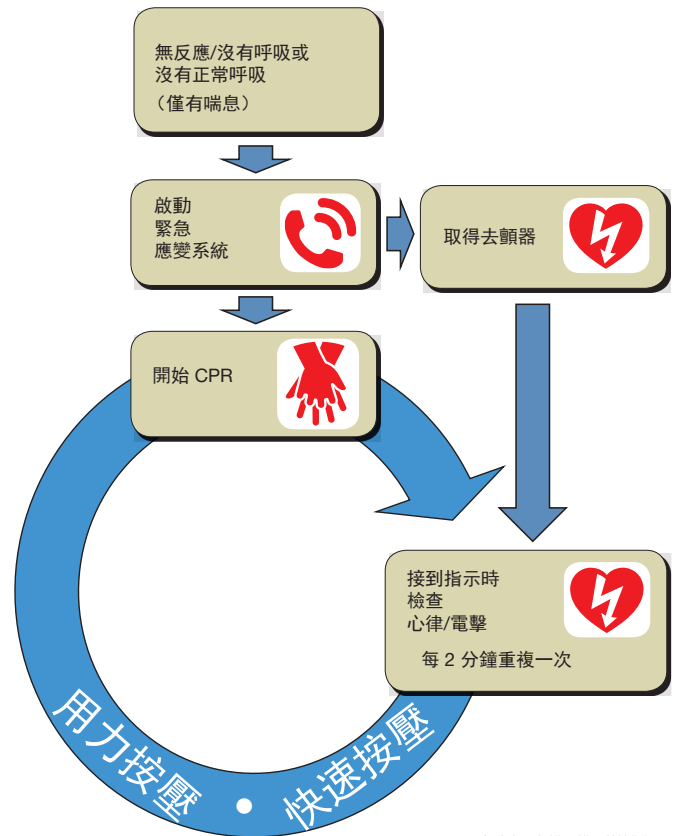 無反應/沒有呼吸或
沒有正常呼吸
（僅有喘息）
啟動
緊急
應變系統
取得去顫器
開始 CPR
接到指示時
檢查
心律/電擊
每 2 分鐘重複一次
用力按壓 • 快速按壓